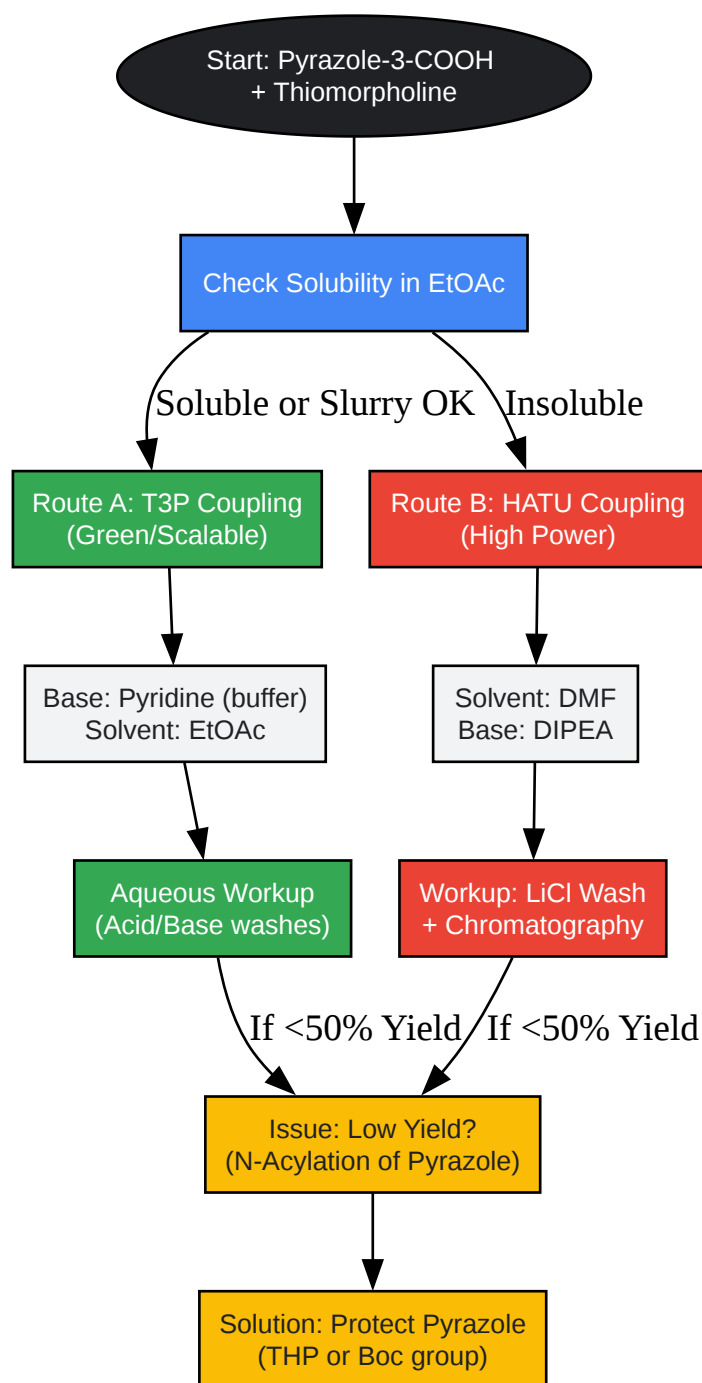 Start: Pyrazole-3-COOH
+ Thiomorpholine
Check Solubility in EtOAc
Soluble or Slurry OK
Insoluble
Route A: T3P Coupling
(Green/Scalable)
Route B: HATU Coupling
(High Power)
Base: Pyridine (buffer)
Solvent: EtOAc
Solvent: DMF
Base: DIPEA
Aqueous Workup
(Acid/Base washes)
Workup: LiCl Wash
+ Chromatography
If <50% Yield
If <50% Yield
Issue: Low Yield?
(N-Acylation of Pyrazole)
Solution: Protect Pyrazole
(THP or Boc group)